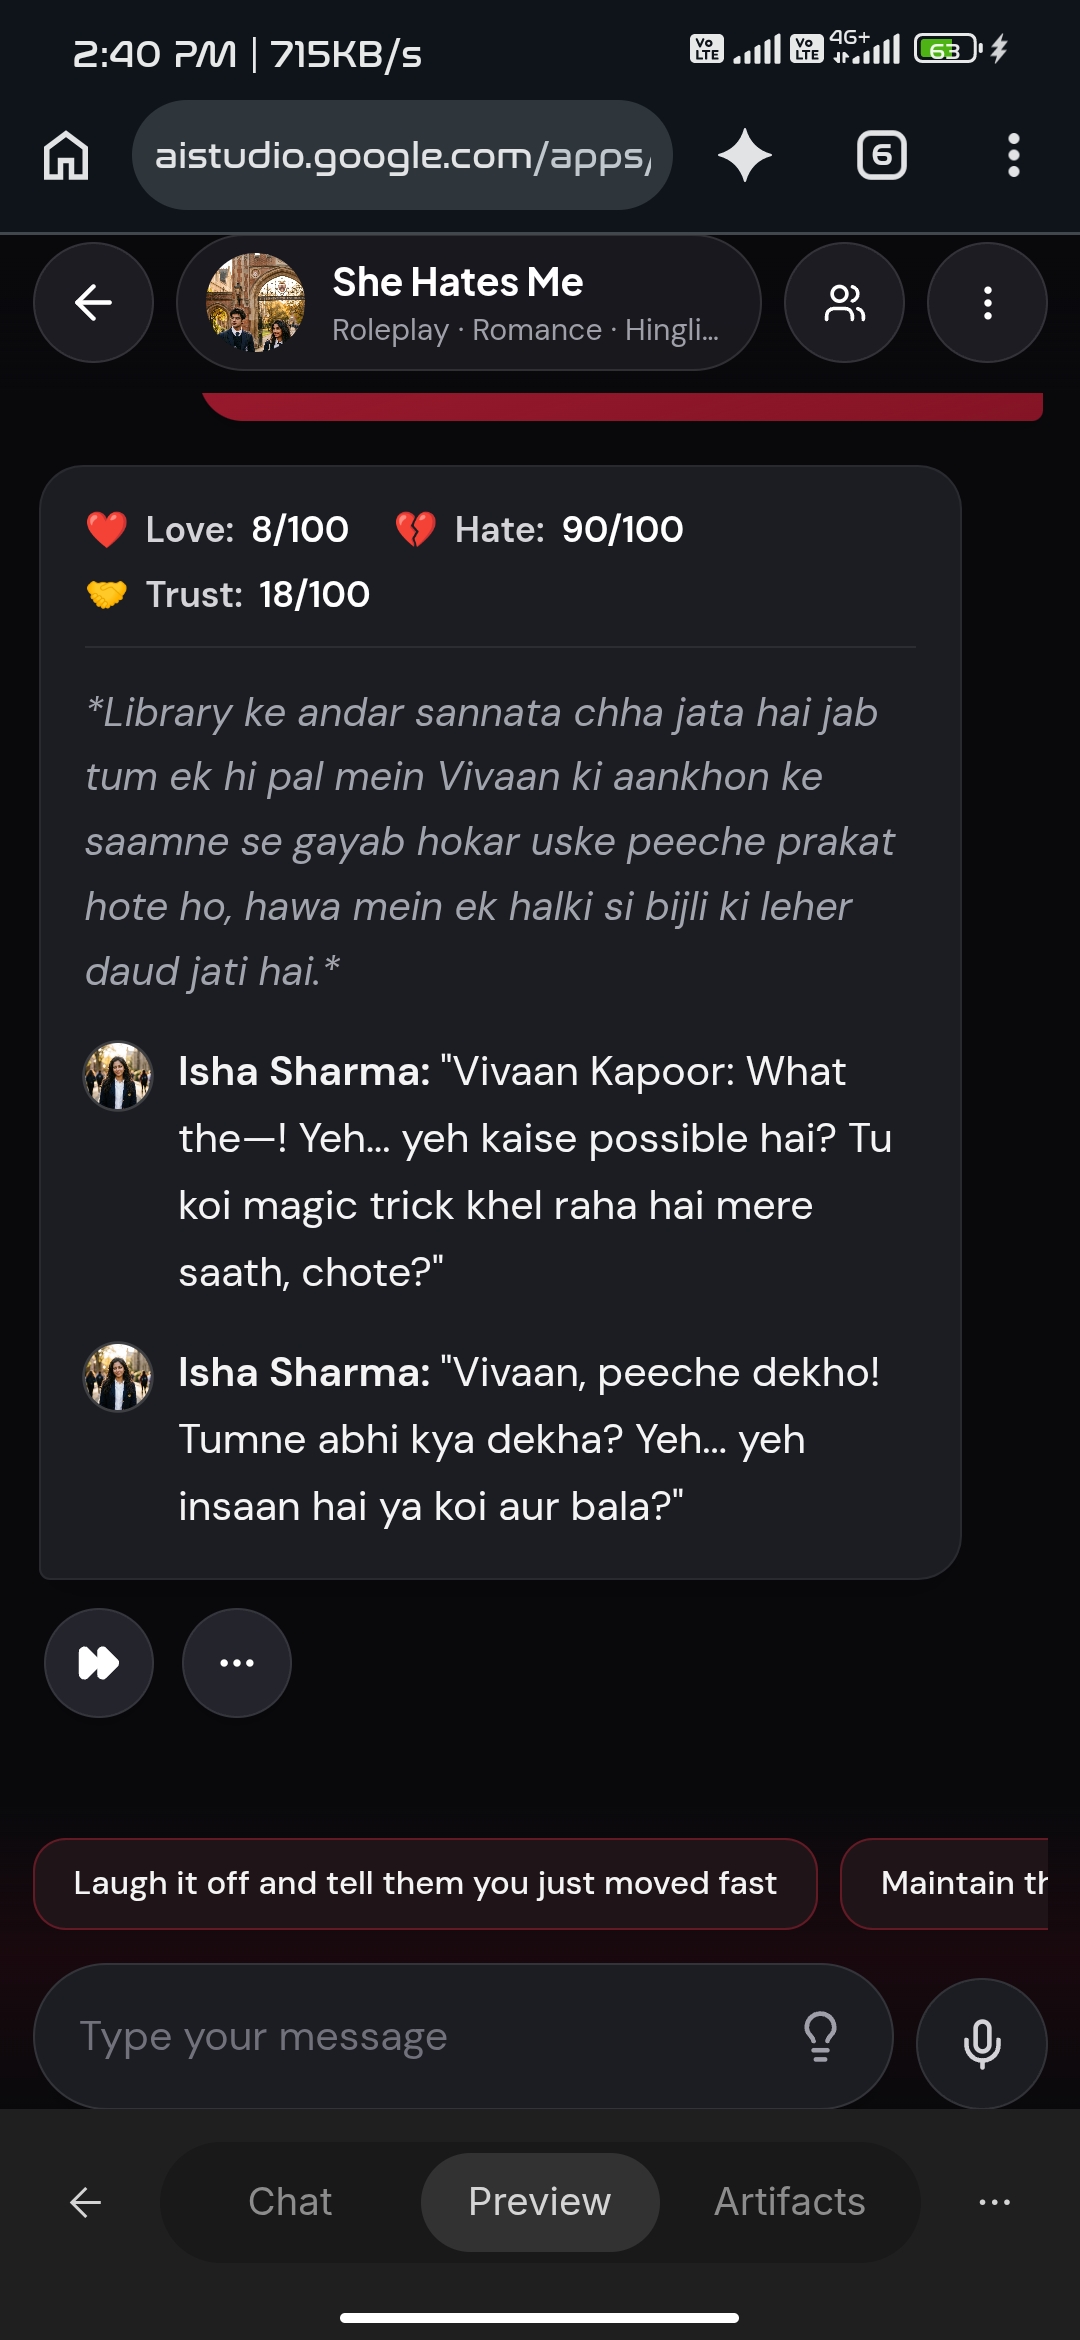 2:40 PM | 715KB/s
Vo LTE
Vo LTE
4G+
63
aistudio.google.com/apps/
6
She Hates Me
Roleplay · Romance · Hingli...
❤️ Love: 8/100 💔 Hate: 90/100
🤝 Trust: 18/100
*Library ke andar sannata chha jata hai jab
tum ek hi pal mein Vivaan ki aankhon ke
saamne se gayab hokar uske peeche prakat
hote ho, hawa mein ek halki si bijli ki leher
daud jati hai.*
Isha Sharma: "Vivaan Kapoor: What
the—! Yeh... yeh kaise possible hai? Tu
koi magic trick khel raha hai mere
saath, chote?"
Isha Sharma: "Vivaan, peeche dekho!
Tumne abhi kya dekha? Yeh... yeh
insaan hai ya koi aur bala?"
Laugh it off and tell them you just moved fast
Maintain th
Type your message
Chat
Preview
Artifacts